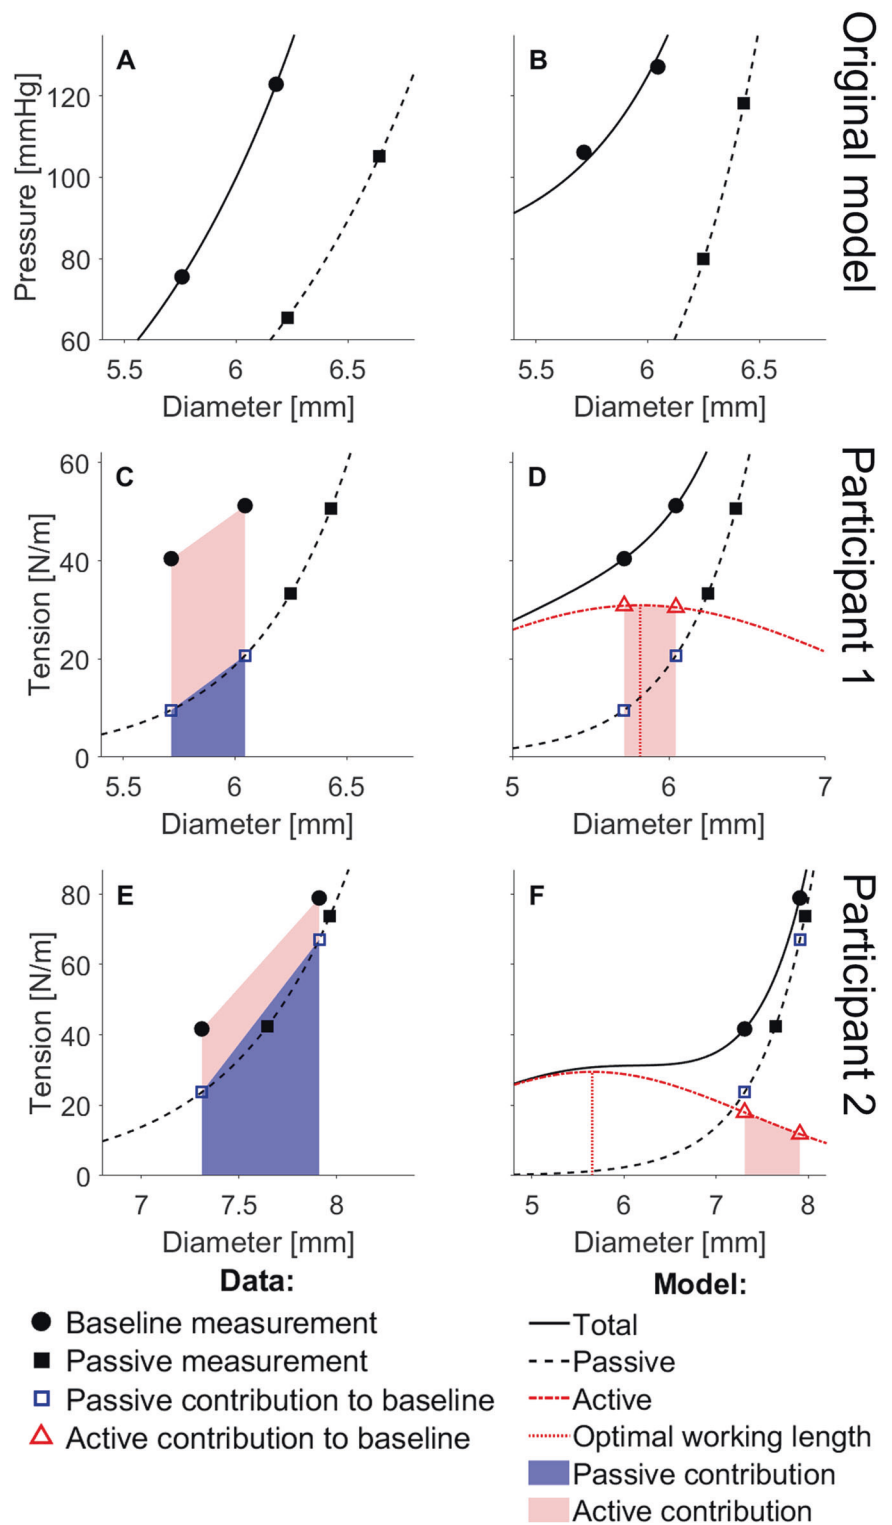 A
B
Original model
Pressure [mmHg]
120
100
80
60
5.5 6 6.5
5.5 6 6.5
Diameter [mm]
Diameter [mm]
C
D
Participant 1
Tension [N/m]
60
40
20
0
5.5 6 6.5
5 6 7
Diameter [mm]
Diameter [mm]
E
F
Participant 2
Tension [N/m]
80
60
40
20
0
7 7.5 8
5 6 7 8
Diameter [mm]
Diameter [mm]
Data:
Baseline measurement
Passive measurement
Passive contribution to baseline
Active contribution to baseline
Model:
Total
Passive
Active
Optimal working length
Passive contribution
Active contribution